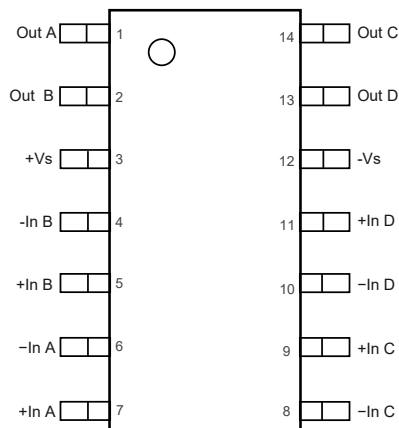 Out A 1 14 Out C
Out B 2 13 Out D
+Vs 3 12 -Vs
-In B 4 11 +In D
+In B 5 10 −In D
−In A 6 9 +In C
+In A 7 8 −In C